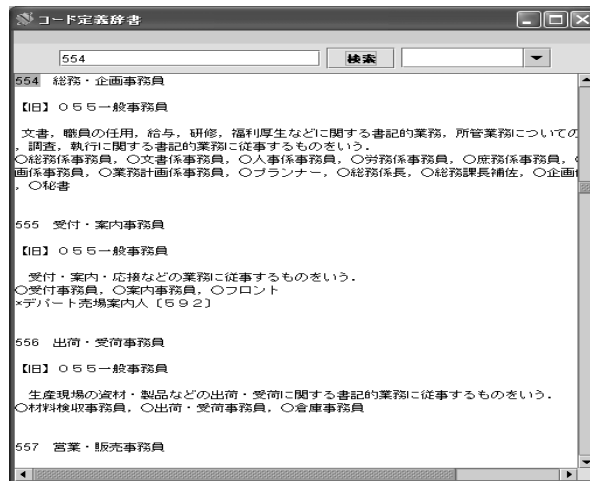 コード定義辞書
554 検索
554 総務・企画事務員
【旧】055一般事務員
文書，職員の任用，給与，研修，福利厚生などに関する書記的業務，所管業務についての
，調査，執行に関する書記的業務に従事するものをいう．
○総務係事務員，○文書係事務員，○人事係事務員，○労務係事務員，○庶務係事務員，
画係事務員，○業務計画係事務員，○プランナー，○総務係長，○総務課長補佐，○企画
，○秘書
555 受付・案内事務員
【旧】055一般事務員
受付・案内・応接などの業務に従事するものをいう．
○受付事務員，○案内事務員，○フロント
×デパート売場案内人〔592〕
556 出荷・受荷事務員
【旧】055一般事務員
生産現場の資材・製品などの出荷・受荷に関する書記的業務に従事するものをいう．
○材料検収事務員，○出荷・受荷事務員，○倉庫事務員
557 営業・販売事務員